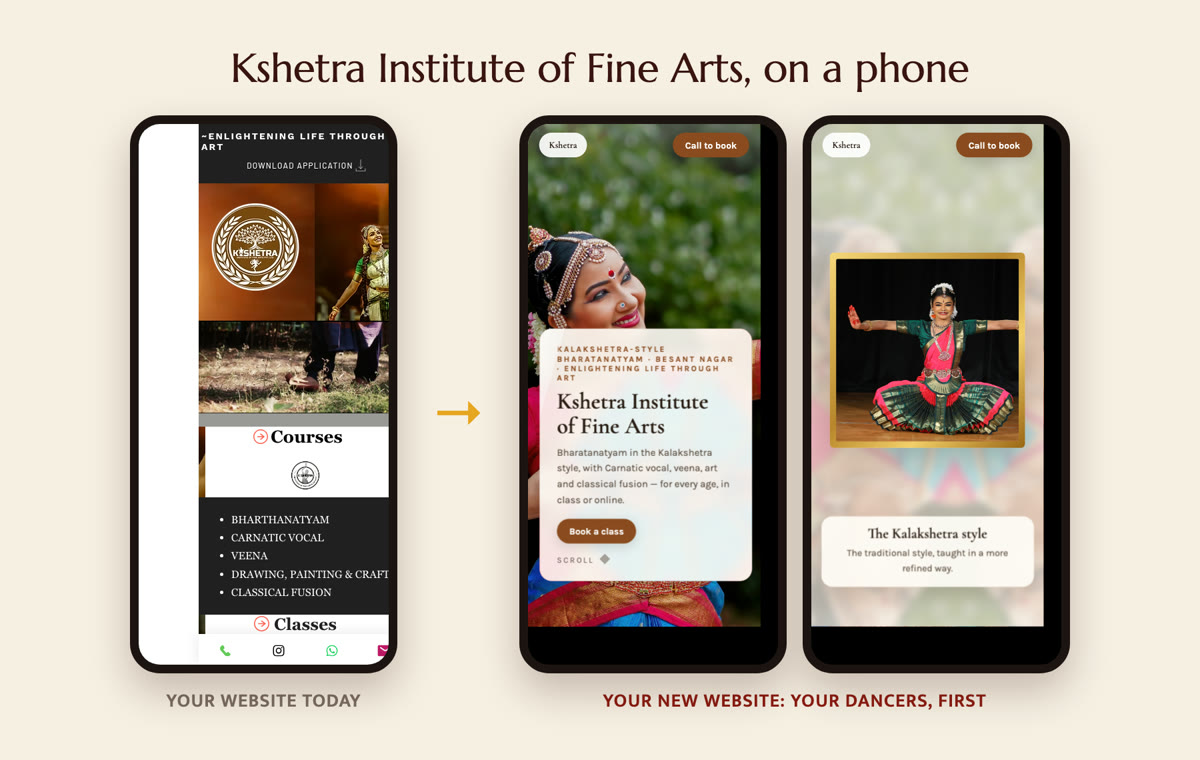 Kshetra Institute of Fine Arts, on a phone
~ENLIGHTENING LIFE THROUGH
ART
DOWNLOAD APPLICATION
KSHETRA
Courses
BHARTHANATYAM
CARNATIC VOCAL
VEENA
DRAWING, PAINTING & CRAFT
CLASSICAL FUSION
Classes
YOUR WEBSITE TODAY
Kshetra
Call to book
KALAKSHETRA-STYLE
BHARATANATYAM · BESANT NAGAR
· ENLIGHTENING LIFE THROUGH
ART
Kshetra Institute
of Fine Arts
Bharatanatyam in the Kalakshetra
style, with Carnatic vocal, veena, art
and classical fusion — for every age, in
class or online.
Book a class
SCROLL
Kshetra
Call to book
The Kalakshetra style
The traditional style, taught in a more
refined way.
YOUR NEW WEBSITE: YOUR DANCERS, FIRST